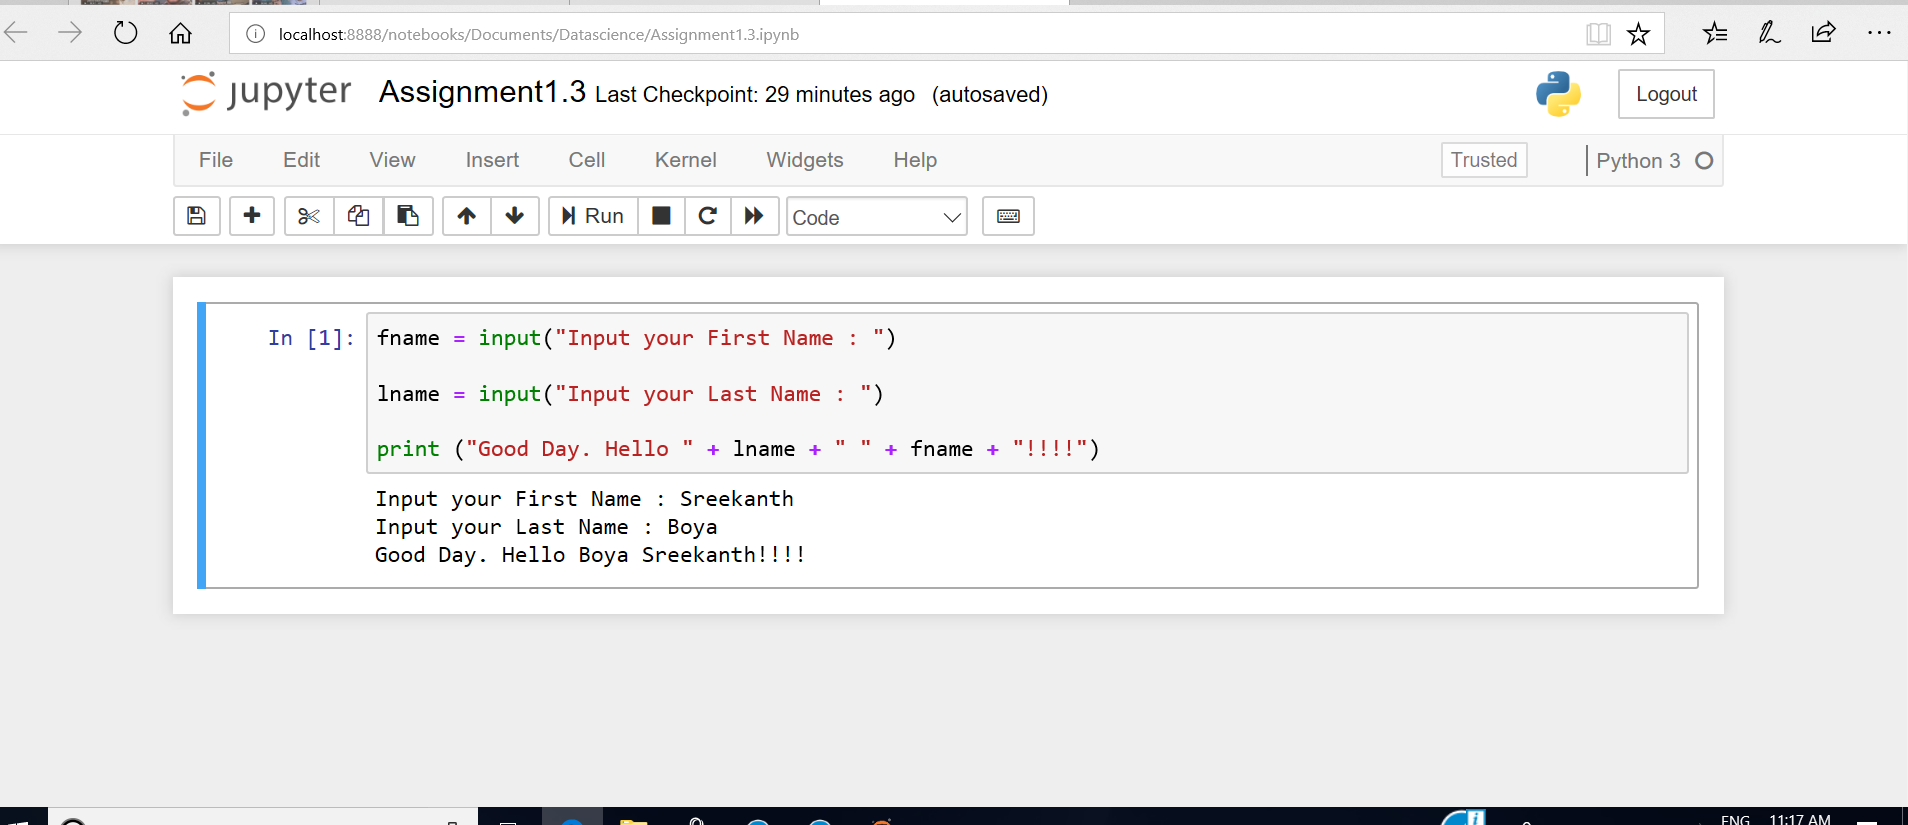 localhost:8888/notebooks/Documents/Datascience/Assignment1.3.ipynb
jupyter Assignment1.3 Last Checkpoint: 29 minutes ago (autosaved) Logout
File Edit View Insert Cell Kernel Widgets Help Trusted Python 3
Run Code
In [1]: fname = input("Input your First Name : ")
lname = input("Input your Last Name : ")
print ("Good Day. Hello " + lname + " " + fname + "!!!!")
Input your First Name : Sreekanth
Input your Last Name : Boya
Good Day. Hello Boya Sreekanth!!!!
ENG 11:17 AM